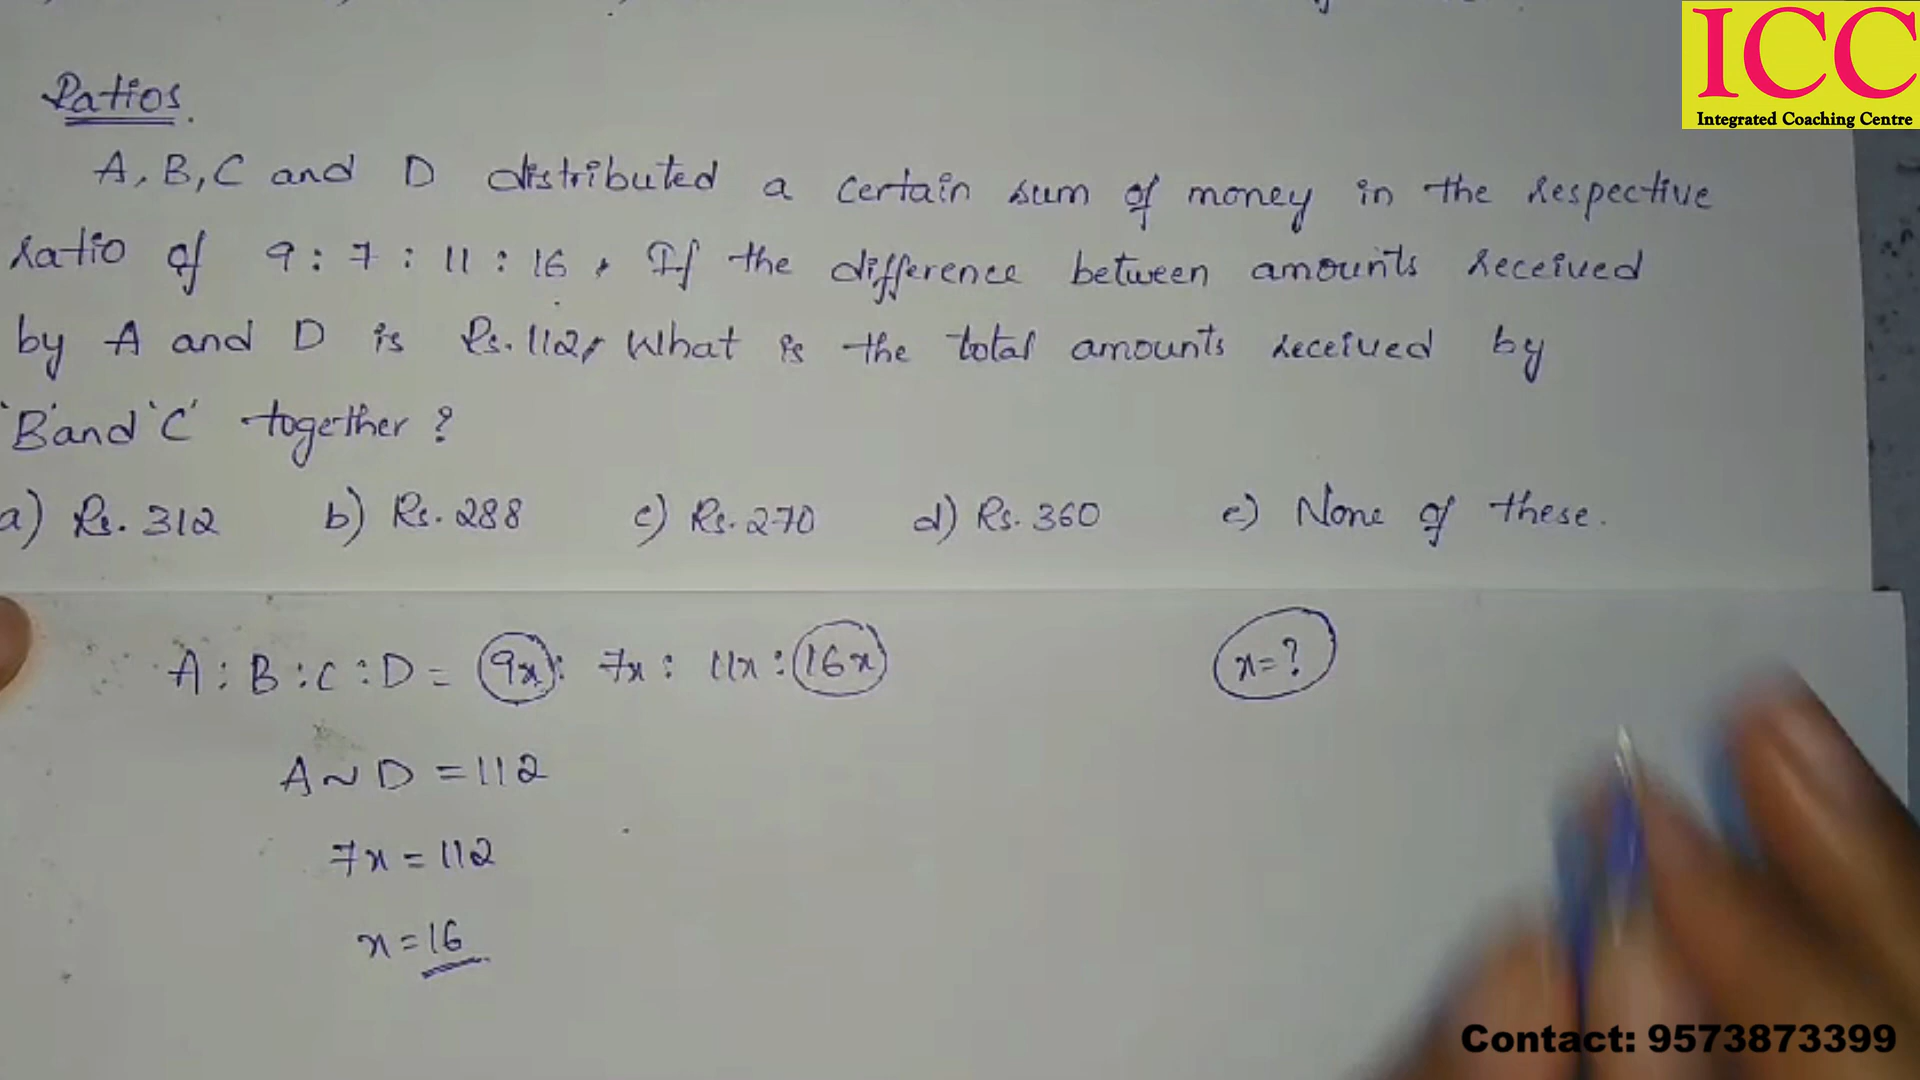 ICC
Integrated Coaching Centre
Ratios.
A, B, C and D distributed a certain sum of money in the respective
ratio of 9 : 7 : 11 : 16, If the difference between amounts received
by A and D is Rs. 112, What is the total amounts received by
'B' and 'C' together ?
a) Rs. 312 b) Rs. 288 c) Rs. 270 d) Rs. 360 e) None of these.
A : B : C : D = 9x : 7x : 11x : 16x x = ?
A ~ D = 112
7x = 112
x = 16
Contact: 9573873399